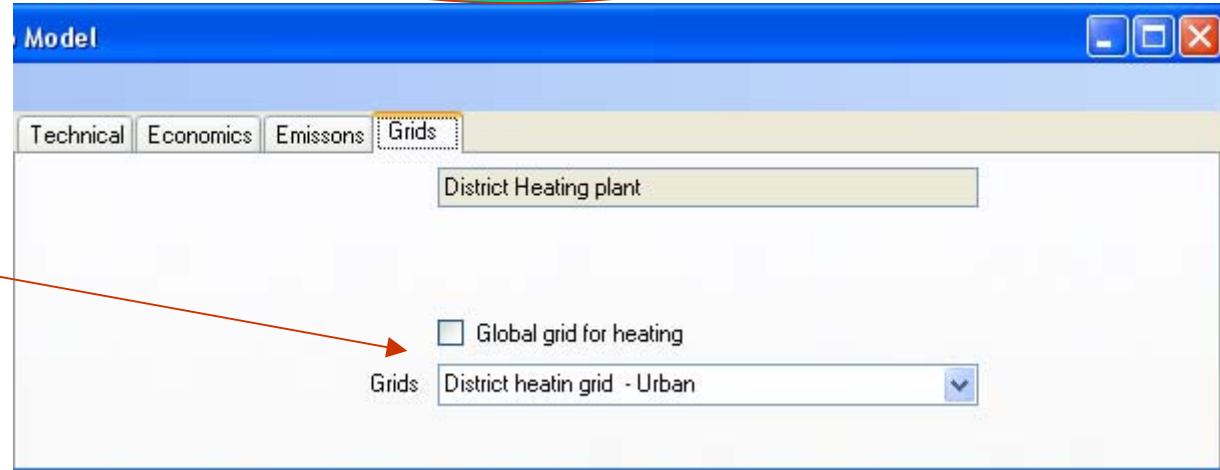 Model
Technical Economics Emissons Grids
District Heating plant
Global grid for heating
Grids District heatin grid - Urban